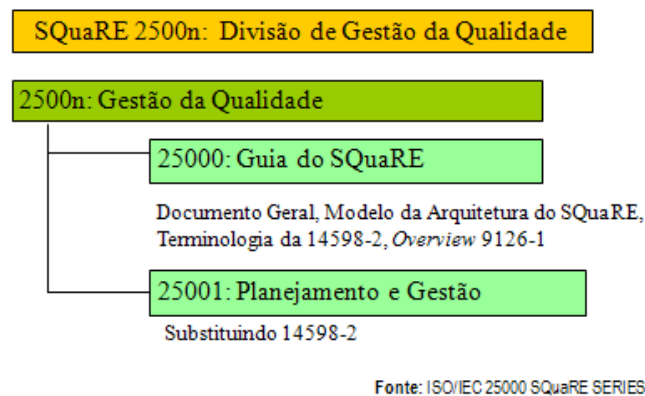 SQuaRE 2500n: Divisão de Gestão da Qualidade
2500n: Gestão da Qualidade
25000: Guia do SQuaRE
Documento Geral, Modelo da Arquitetura do SQuaRE,
Terminologia da 14598-2, Overview 9126-1
25001: Planejamento e Gestão
Substituindo 14598-2
Fonte: ISO/IEC 25000 SQuaRE SERIES